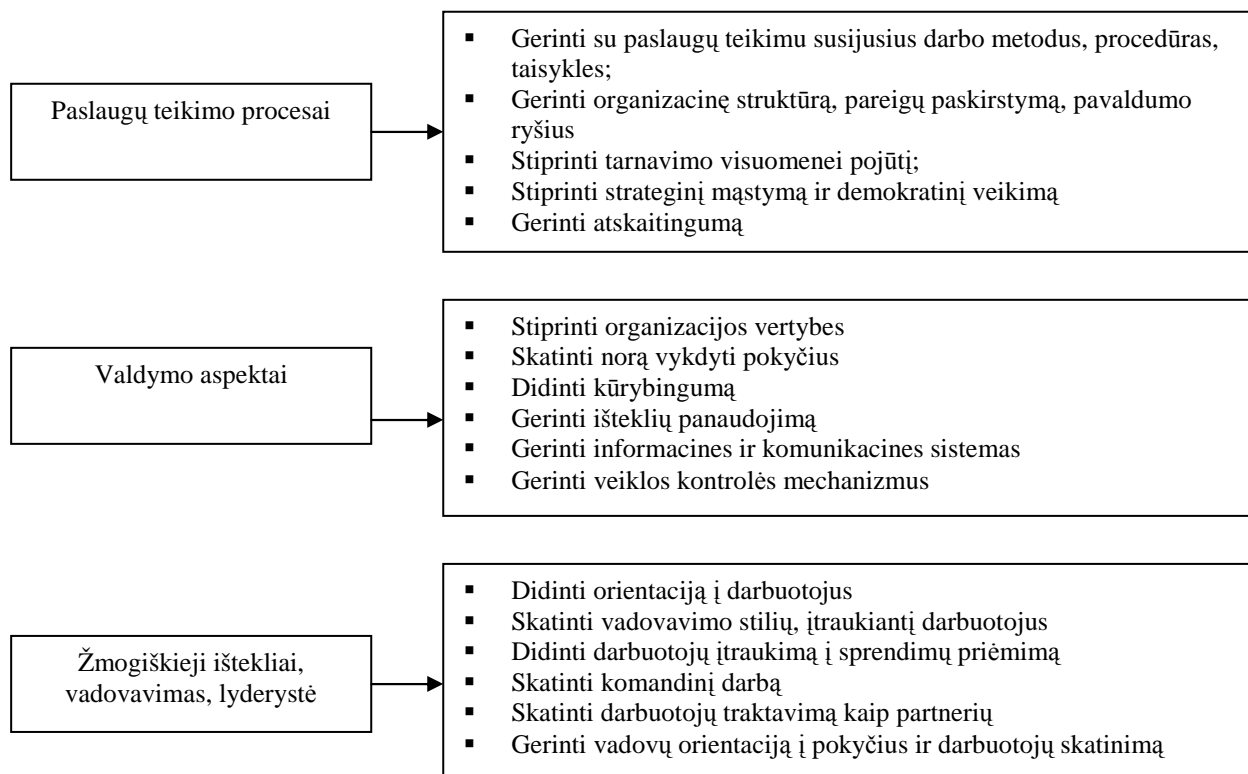 Paslaugų teikimo procesai
▪ Gerinti su paslaugų teikimu susijusius darbo metodus, procedūras,
taisykles;
▪ Gerinti organizacinę struktūrą, pareigų paskirstymą, pavaldumo
ryšius
▪ Stiprinti tarnavimo visuomenei pojūtį;
▪ Stiprinti strateginį mąstymą ir demokratinį veikimą
▪ Gerinti atskaitingumą
Valdymo aspektai
▪ Stiprinti organizacijos vertybes
▪ Skatinti norą vykdyti pokyčius
▪ Didinti kūrybingumą
▪ Gerinti išteklių panaudojimą
▪ Gerinti informacines ir komunikacines sistemas
▪ Gerinti veiklos kontrolės mechanizmus
Žmogiškieji ištekliai,
vadovavimas, lyderystė
▪ Didinti orientaciją į darbuotojus
▪ Skatinti vadovavimo stilių, įtraukiantį darbuotojus
▪ Didinti darbuotojų įtraukimą į sprendimų priėmimą
▪ Skatinti komandinį darbą
▪ Skatinti darbuotojų traktavimą kaip partnerių
▪ Gerinti vadovų orientaciją į pokyčius ir darbuotojų skatinimą